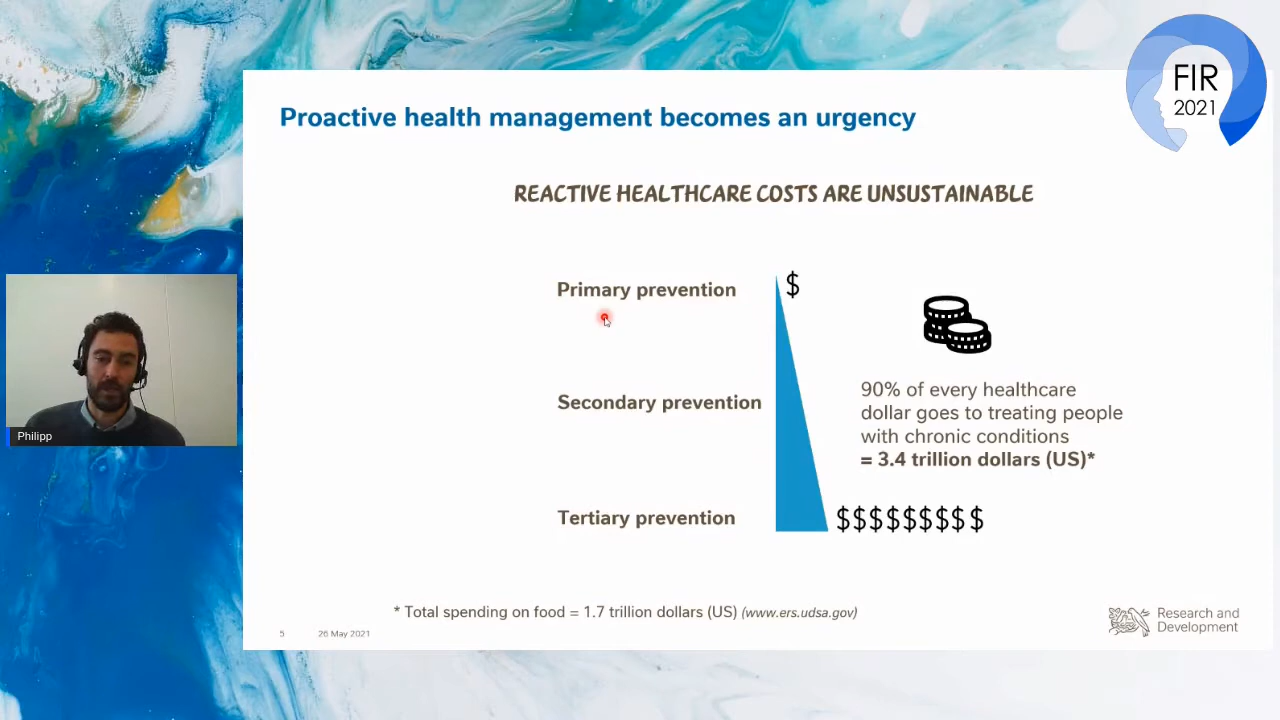 FIR
2021
Proactive health management becomes an urgency
REACTIVE HEALTHCARE COSTS ARE UNSUSTAINABLE
Primary prevention
$
Secondary prevention
90% of every healthcare
dollar goes to treating people
with chronic conditions
= 3.4 trillion dollars (US)*
Philipp
Tertiary prevention
$$$$$$$$$
* Total spending on food = 1.7 trillion dollars (US) (www.ers.udsa.gov)
Research and
Development
5 26 May 2021